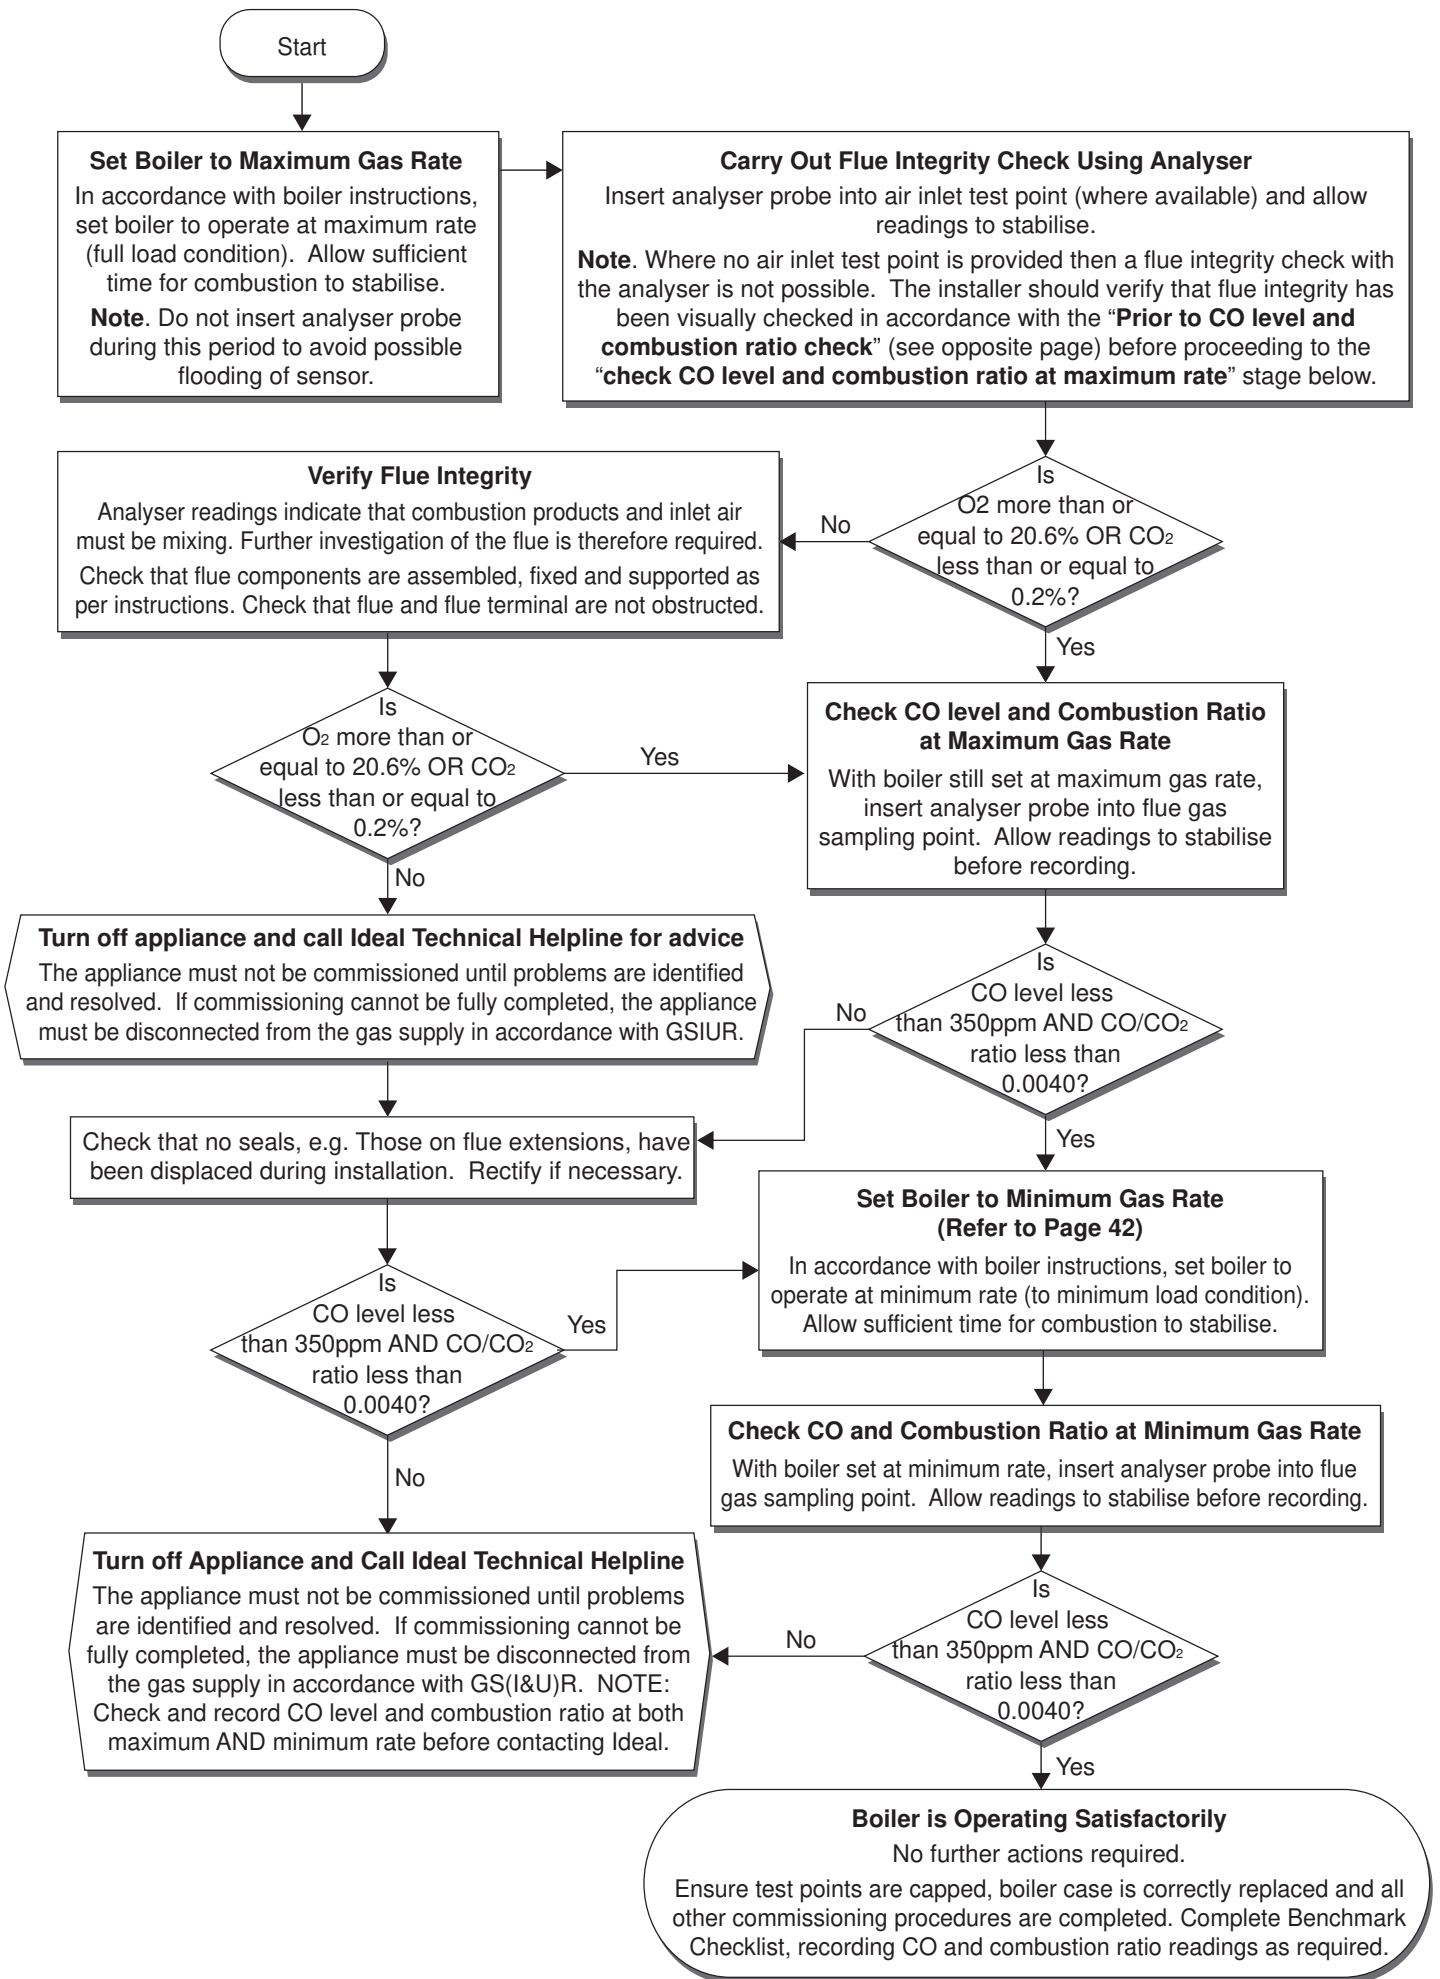 Start
Set Boiler to Maximum Gas Rate
In accordance with boiler instructions,
set boiler to operate at maximum rate
(full load condition).  Allow sufficient
time for combustion to stabilise.
Note. Do not insert analyser probe
during this period to avoid possible
flooding of sensor.
Carry Out Flue Integrity Check Using Analyser
Insert analyser probe into air inlet test point (where available) and allow
readings to stabilise.
Note. Where no air inlet test point is provided then a flue integrity check with
the analyser is not possible.  The installer should verify that flue integrity has
been visually checked in accordance with the “Prior to CO level and
combustion ratio check” (see opposite page) before proceeding to the
“check CO level and combustion ratio at maximum rate” stage below.
Is
O2 more than or
equal to 20.6% OR CO2
less than or equal to
0.2%?
No
Yes
Verify Flue Integrity
Analyser readings indicate that combustion products and inlet air
must be mixing. Further investigation of the flue is therefore required.
Check that flue components are assembled, fixed and supported as
per instructions. Check that flue and flue terminal are not obstructed.
Is
O2 more than or
equal to 20.6% OR CO2
less than or equal to
0.2%?
Yes
No
Check CO level and Combustion Ratio
at Maximum Gas Rate
With boiler still set at maximum gas rate,
insert analyser probe into flue gas
sampling point.  Allow readings to stabilise
before recording.
Turn off appliance and call Ideal Technical Helpline for advice
The appliance must not be commissioned until problems are identified
and resolved.  If commissioning cannot be fully completed, the appliance
must be disconnected from the gas supply in accordance with GSIUR.
Is
CO level less
than 350ppm AND CO/CO2
ratio less than
0.0040?
No
Yes
Check that no seals, e.g. Those on flue extensions, have
been displaced during installation.  Rectify if necessary.
Set Boiler to Minimum Gas Rate
(Refer to Page 42)
In accordance with boiler instructions, set boiler to
operate at minimum rate (to minimum load condition).
Allow sufficient time for combustion to stabilise.
Is
CO level less
than 350ppm AND CO/CO2
ratio less than
0.0040?
Yes
No
Check CO and Combustion Ratio at Minimum Gas Rate
With boiler set at minimum rate, insert analyser probe into flue
gas sampling point.  Allow readings to stabilise before recording.
Turn off Appliance and Call Ideal Technical Helpline
The appliance must not be commissioned until problems
are identified and resolved.  If commissioning cannot be
fully completed, the appliance must be disconnected from
the gas supply in accordance with GS(I&U)R.  NOTE:
Check and record CO level and combustion ratio at both
maximum AND minimum rate before contacting Ideal.
Is
CO level less
than 350ppm AND CO/CO2
ratio less than
0.0040?
No
Yes
Boiler is Operating Satisfactorily
No further actions required.
Ensure test points are capped, boiler case is correctly replaced and all
other commissioning procedures are completed. Complete Benchmark
Checklist, recording CO and combustion ratio readings as required.